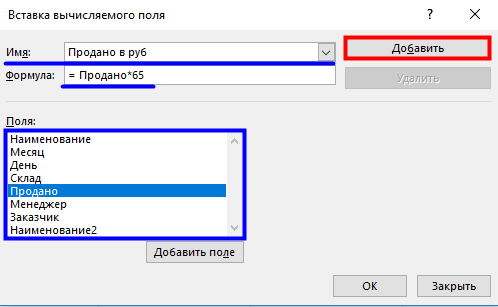 Вставка вычисляемого поля ? ×
Имя: Продано в руб Добавить
Формула: = Продано*65 Удалить
Поля:
Наименование
Месяц
День
Склад
Продано
Менеджер
Заказчик
Наименование2
Добавить поле
ОК Закрыть